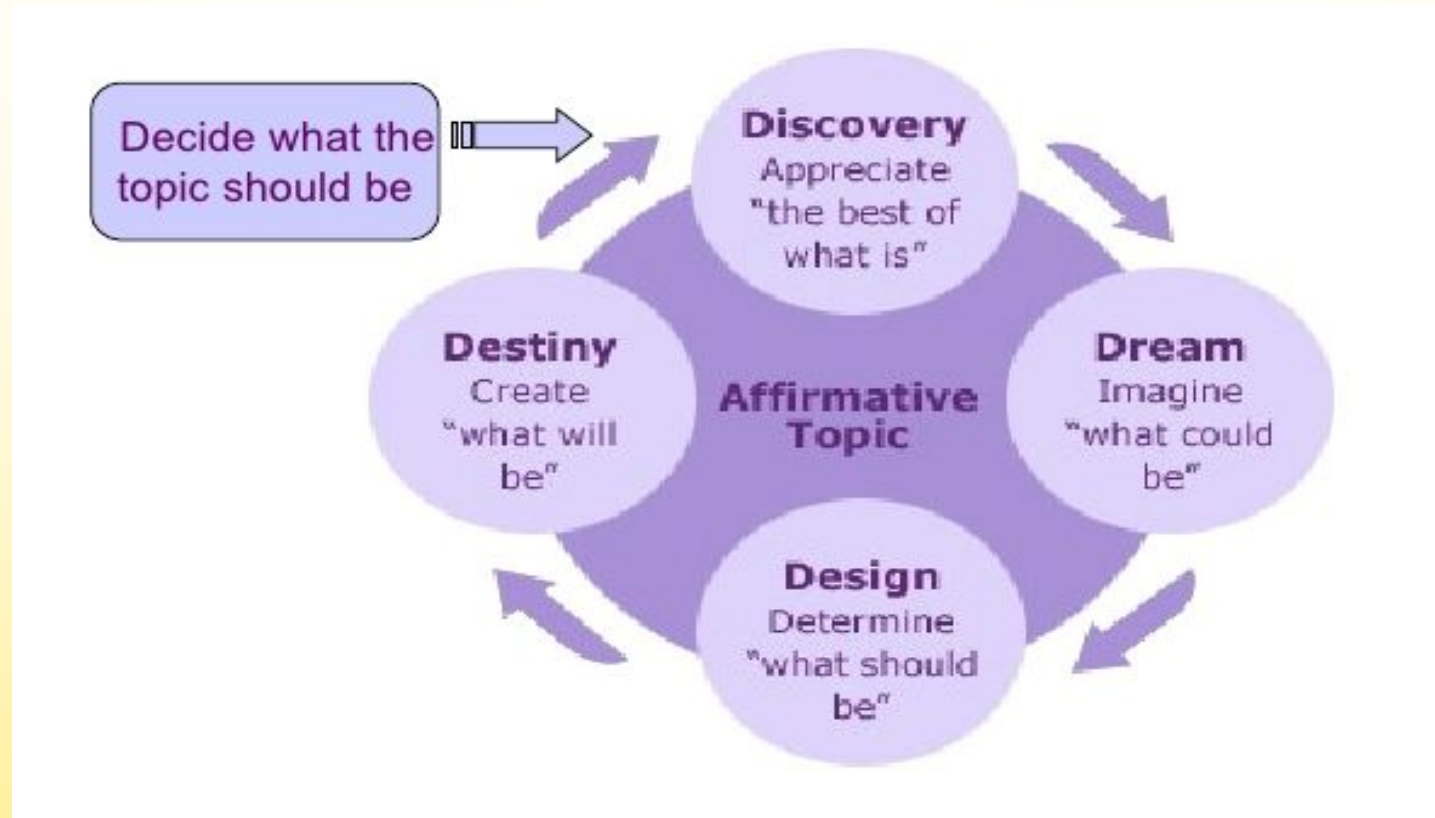 Decide what the
topic should be
Discovery
Appreciate
"the best of
what is"
Dream
Imagine
"what could
be"
Design
Determine
"what should
be"
Destiny
Create
"what will
be"
Affirmative
Topic